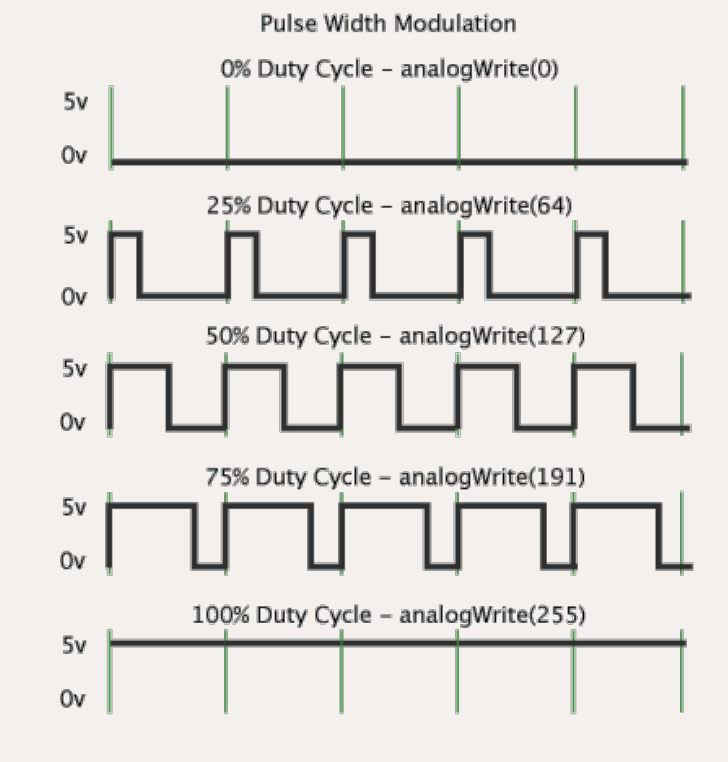 Pulse Width Modulation
0% Duty Cycle – analogWrite(0)
5v
0v
25% Duty Cycle – analogWrite(64)
5v
0v
50% Duty Cycle – analogWrite(127)
5v
0v
75% Duty Cycle – analogWrite(191)
5v
0v
100% Duty Cycle – analogWrite(255)
5v
0v